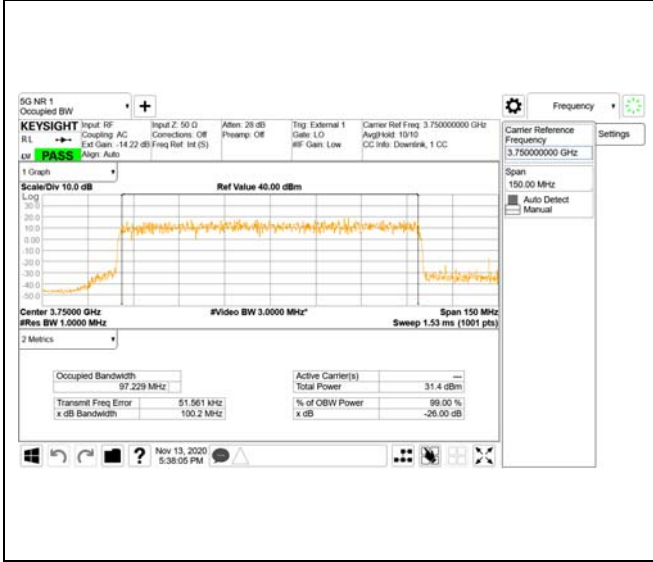 5G NR 1
Occupied BW
Frequency
KEYSIGHT
R L
LW PASS
Input: RF
Coupling: AC
Ext Gain: -14.22 dB
Align: Auto
Input Z: 50 Ω
Corrections: Off
Freq Ref: Int (S)
Atten: 28 dB
Preamp: Off
Trig: External 1
Gate: LO
#IF Gain: Low
Carrier Ref Freq: 3.750000000 GHz
Avg|Hold: 10/10
CC Info: Downlink, 1 CC
Carrier Reference
Frequency
3.750000000 GHz
Settings
Span
150.00 MHz
Auto Detect
Manual
1 Graph
Scale/Div 10.0 dB
Ref Value 40.00 dBm
Log
30.0
20.0
10.0
0.00
-10.0
-20.0
-30.0
-40.0
-50.0
Center 3.75000 GHz
#Video BW 3.0000 MHz*
Span 150 MHz
#Res BW 1.0000 MHz
Sweep 1.53 ms (1001 pts)
2 Metrics
Occupied Bandwidth
97.229 MHz
Active Carrier(s) ---
Total Power 31.4 dBm
Transmit Freq Error 51.561 kHz
x dB Bandwidth 100.2 MHz
% of OBW Power 99.00 %
x dB -26.00 dB
Nov 13, 2020
5:38:05 PM